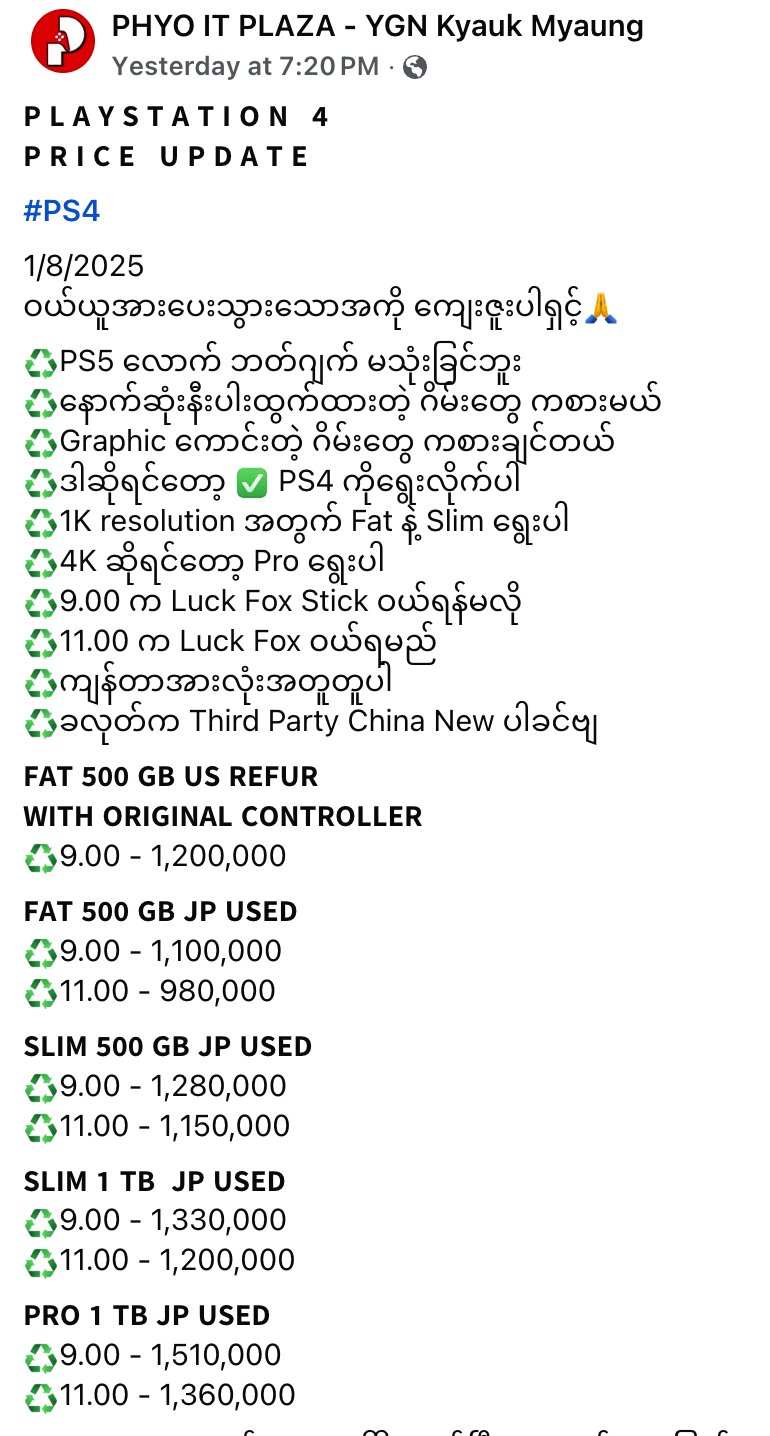 PHYO IT PLAZA - YGN Kyauk Myaung
Yesterday at 7:20 PM ·
PLAYSTATION 4
PRICE UPDATE
#PS4
1/8/2025
ဝယ်ယူအားပေးသွားသောအကို ကျေးဇူးပါရှင့်🙏
♻️PS5 လောက် ဘတ်ဂျက် မသုံးခြင်ဘူး
♻️နောက်ဆုံးနီးပါးထွက်ထားတဲ့ ဂိမ်းတွေ ကစားမယ်
♻️Graphic ကောင်းတဲ့ ဂိမ်းတွေ ကစားချင်တယ်
♻️ဒါဆိုရင်တော့ ✅ PS4 ကိုရွေးလိုက်ပါ
♻️1K resolution အတွက် Fat နဲ့ Slim ရွေးပါ
♻️4K ဆိုရင်တော့ Pro ရွေးပါ
♻️9.00 က Luck Fox Stick ဝယ်ရန်မလို
♻️11.00 က Luck Fox ဝယ်ရမည်
♻️ကျန်တာအားလုံးအတူတူပါ
♻️ခလုတ်က Third Party China New ပါခင်ဗျ
FAT 500 GB US REFUR
WITH ORIGINAL CONTROLLER
♻️9.00 - 1,200,000
FAT 500 GB JP USED
♻️9.00 - 1,100,000
♻️11.00 - 980,000
SLIM 500 GB JP USED
♻️9.00 - 1,280,000
♻️11.00 - 1,150,000
SLIM 1 TB  JP USED
♻️9.00 - 1,330,000
♻️11.00 - 1,200,000
PRO 1 TB JP USED
♻️9.00 - 1,510,000
♻️11.00 - 1,360,000